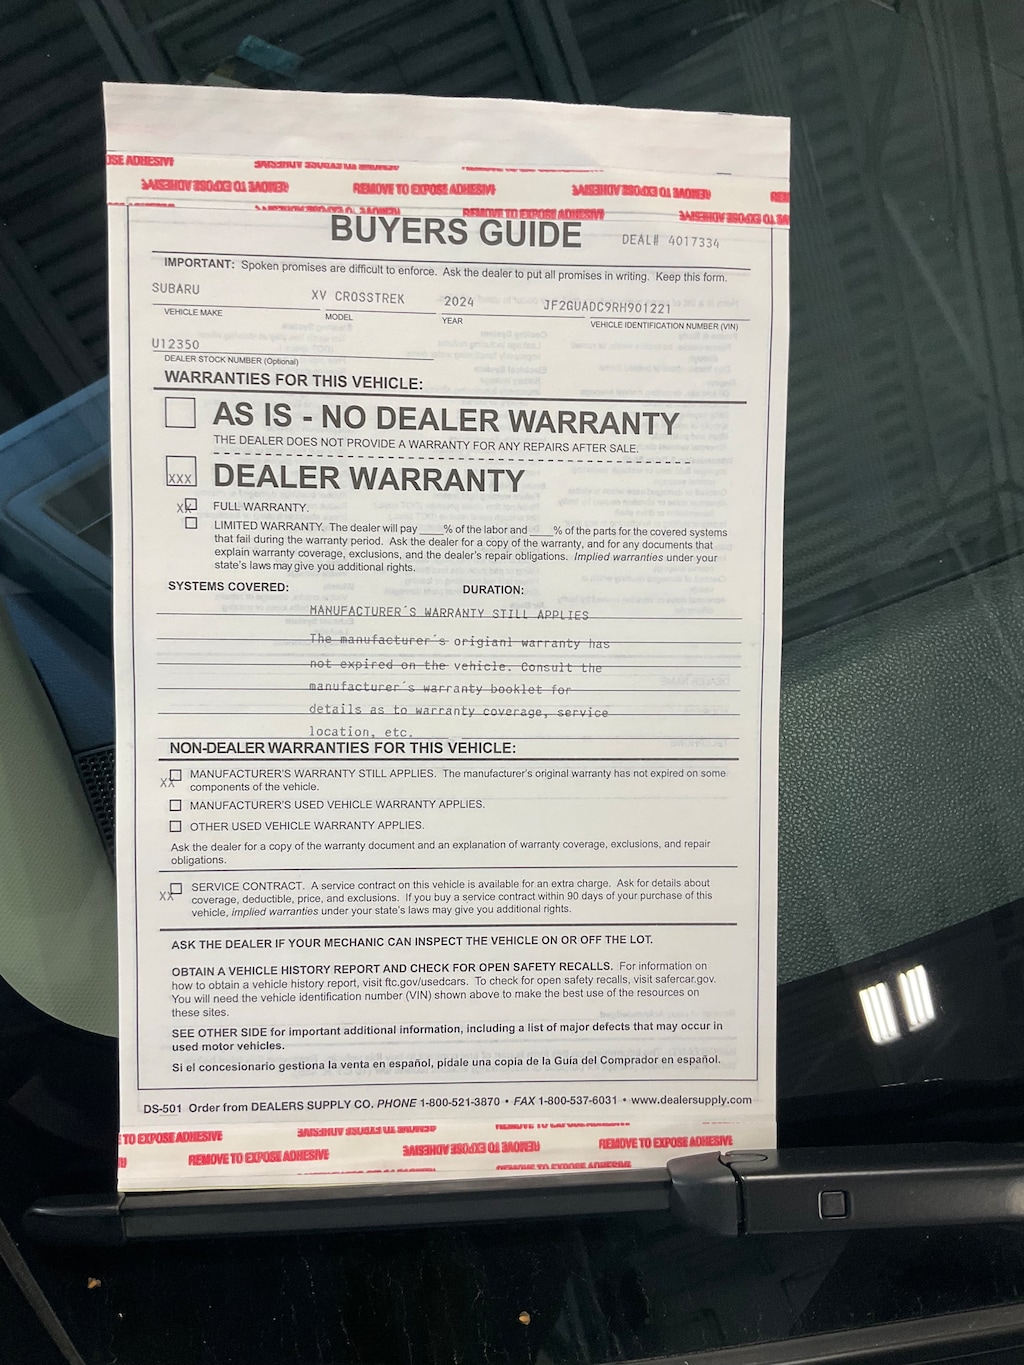 REMOVE TO EXPOSE ADHESIVE
BUYERS GUIDE
DEAL# 4017334
IMPORTANT: Spoken promises are difficult to enforce. Ask the dealer to put all promises in writing. Keep this form.
SUBARU XV CROSSTREK 2024 JF2GUADC9RH901221
VEHICLE MAKE MODEL YEAR VEHICLE IDENTIFICATION NUMBER (VIN)
U12350
DEALER STOCK NUMBER (Optional)
WARRANTIES FOR THIS VEHICLE:
AS IS - NO DEALER WARRANTY
THE DEALER DOES NOT PROVIDE A WARRANTY FOR ANY REPAIRS AFTER SALE.
XXX DEALER WARRANTY
XX FULL WARRANTY.
LIMITED WARRANTY. The dealer will pay ____% of the labor and ____% of the parts for the covered systems
that fail during the warranty period. Ask the dealer for a copy of the warranty, and for any documents that
explain warranty coverage, exclusions, and the dealer's repair obligations. Implied warranties under your
state's laws may give you additional rights.
SYSTEMS COVERED: DURATION:
MANUFACTURER´S WARRANTY STILL APPLIES
The manufacturer´s origianl warranty has
not expired on the vehicle. Consult the
manufacturer´s warranty booklet for
details as to warranty coverage, service
location, etc.
NON-DEALER WARRANTIES FOR THIS VEHICLE:
XX MANUFACTURER'S WARRANTY STILL APPLIES. The manufacturer's original warranty has not expired on some
components of the vehicle.
MANUFACTURER'S USED VEHICLE WARRANTY APPLIES.
OTHER USED VEHICLE WARRANTY APPLIES.
Ask the dealer for a copy of the warranty document and an explanation of warranty coverage, exclusions, and repair
obligations.
XX SERVICE CONTRACT. A service contract on this vehicle is available for an extra charge. Ask for details about
coverage, deductible, price, and exclusions. If you buy a service contract within 90 days of your purchase of this
vehicle, implied warranties under your state's laws may give you additional rights.
ASK THE DEALER IF YOUR MECHANIC CAN INSPECT THE VEHICLE ON OR OFF THE LOT.
OBTAIN A VEHICLE HISTORY REPORT AND CHECK FOR OPEN SAFETY RECALLS. For information on
how to obtain a vehicle history report, visit ftc.gov/usedcars. To check for open safety recalls, visit safercar.gov.
You will need the vehicle identification number (VIN) shown above to make the best use of the resources on
these sites.
SEE OTHER SIDE for important additional information, including a list of major defects that may occur in
used motor vehicles.
Si el concesionario gestiona la venta en español, pídale una copia de la Guía del Comprador en español.
DS-501 Order from DEALERS SUPPLY CO. PHONE 1-800-521-3870 • FAX 1-800-537-6031 • www.dealersupply.com
TO EXPOSE ADHESIVE
REMOVE TO EXPOSE ADHESIVE
REMOVE TO EXPOSE ADHESIVE